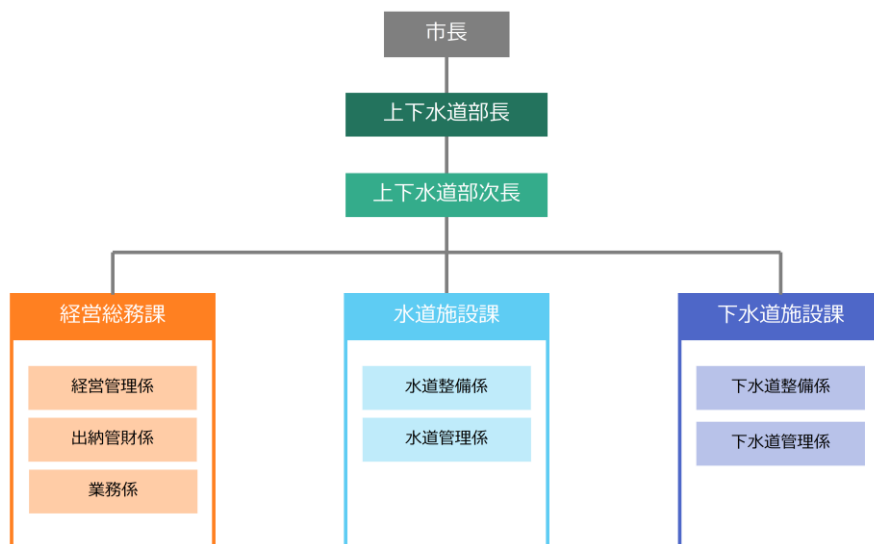 市長
上下水道部長
上下水道部次長
経営総務課
経営管理係
出納管財係
業務係
水道施設課
水道整備係
水道管理係
下水道施設課
下水道整備係
下水道管理係